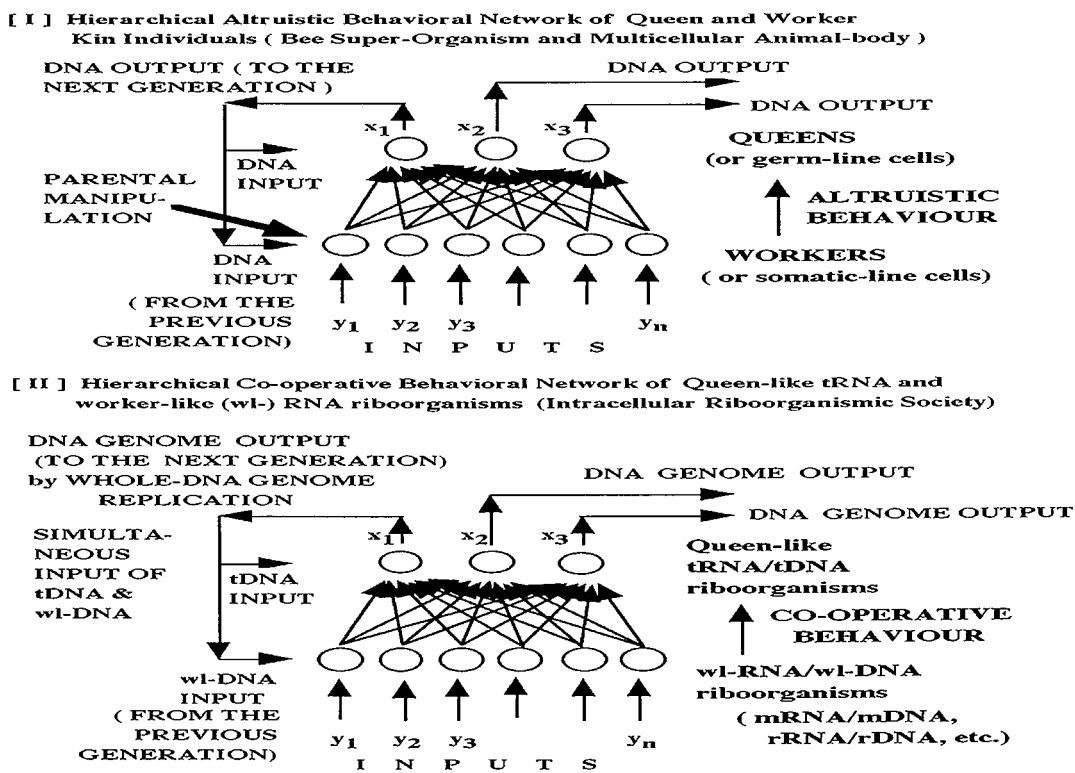 [ I ] Hierarchical Altruistic Behavioral Network of Queen and Worker
Kin Individuals ( Bee Super-Organism and Multicellular Animal-body )
DNA OUTPUT ( TO THE
NEXT GENERATION )
DNA OUTPUT
DNA OUTPUT
x1
x2
x3
QUEENS
(or germ-line cells)
DNA
INPUT
PARENTAL
MANIPU-
LATION
ALTRUISTIC
BEHAVIOUR
WORKERS
( or somatic-line cells)
DNA
INPUT
( FROM THE
PREVIOUS
GENERATION)
y1 y2 y3 yn
I N P U T S
[ II ] Hierarchical Co-operative Behavioral Network of Queen-like tRNA and
worker-like (wl-) RNA riboorganisms (Intracellular Riboorganismic Society)
DNA GENOME OUTPUT
(TO THE NEXT GENERATION)
by WHOLE-DNA GENOME
REPLICATION
DNA GENOME OUTPUT
DNA GENOME OUTPUT
x1
x2
x3
SIMULTA-
NEOUS
INPUT OF
tDNA &
wl-DNA
tDNA
INPUT
Queen-like
tRNA/tDNA
riboorganisms
CO-OPERATIVE
BEHAVIOUR
wl-RNA/wl-DNA
riboorganisms
( mRNA/mDNA,
rRNA/rDNA, etc.)
wl-DNA
INPUT
( FROM THE
PREVIOUS
GENERATION)
y1 y2 y3 yn
I N P U T S